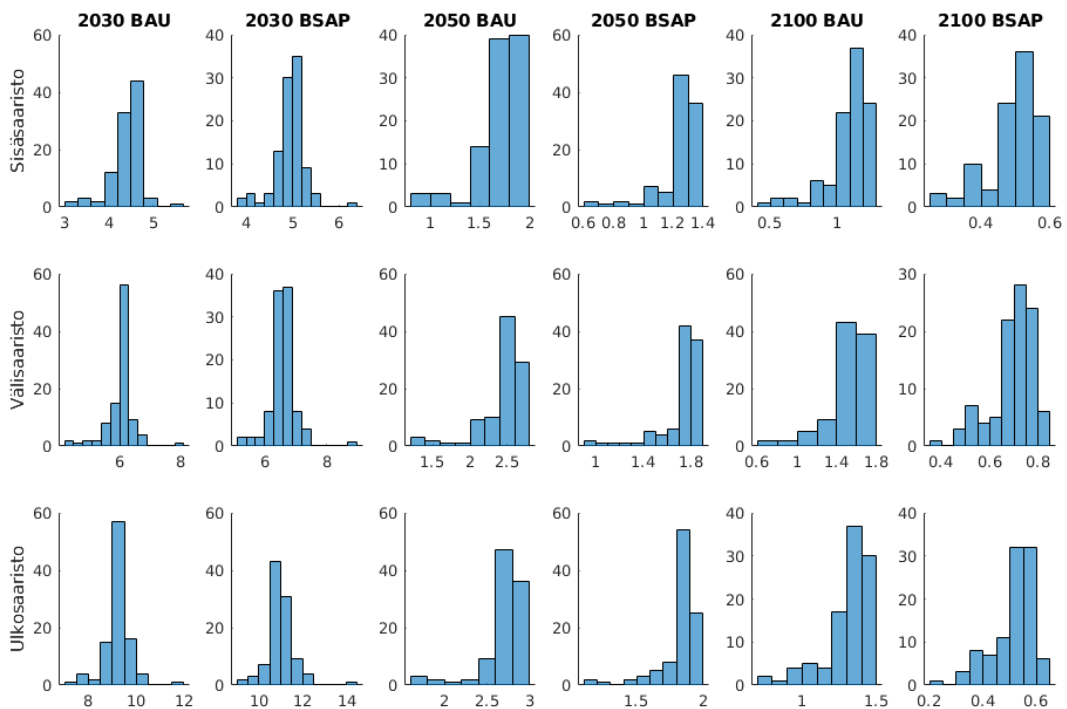 2030 BAU 2030 BSAP 2050 BAU 2050 BSAP 2100 BAU 2100 BSAP
Sisäsaaristo
60 40 40 60 40 40
40 30 30 40 30 30
20 20 20 20 20
20 10 10 20 10 10
0 0 0 0 0 0
3 4 5 4 5 6 1 1.5 2 0.6 0.8 1 1.2 1.4 0.5 1 0.4 0.6
Välisaaristo
60 40 60 60 60 30
40 30 40 40 40 20
20
20 10 20 20 20 10
0 0 0 0 0 0
6 8 6 8 1.5 2 2.5 1 1.4 1.8 0.6 1 1.4 1.8 0.4 0.6 0.8
Ulkosaaristo
60 60 60 60 40 40
40 40 40 40 30 30
20 20
20 20 20 20 10 10
0 0 0 0 0 0
8 10 12 10 12 14 2 2.5 3 1.5 2 1 1.5 0.2 0.4 0.6